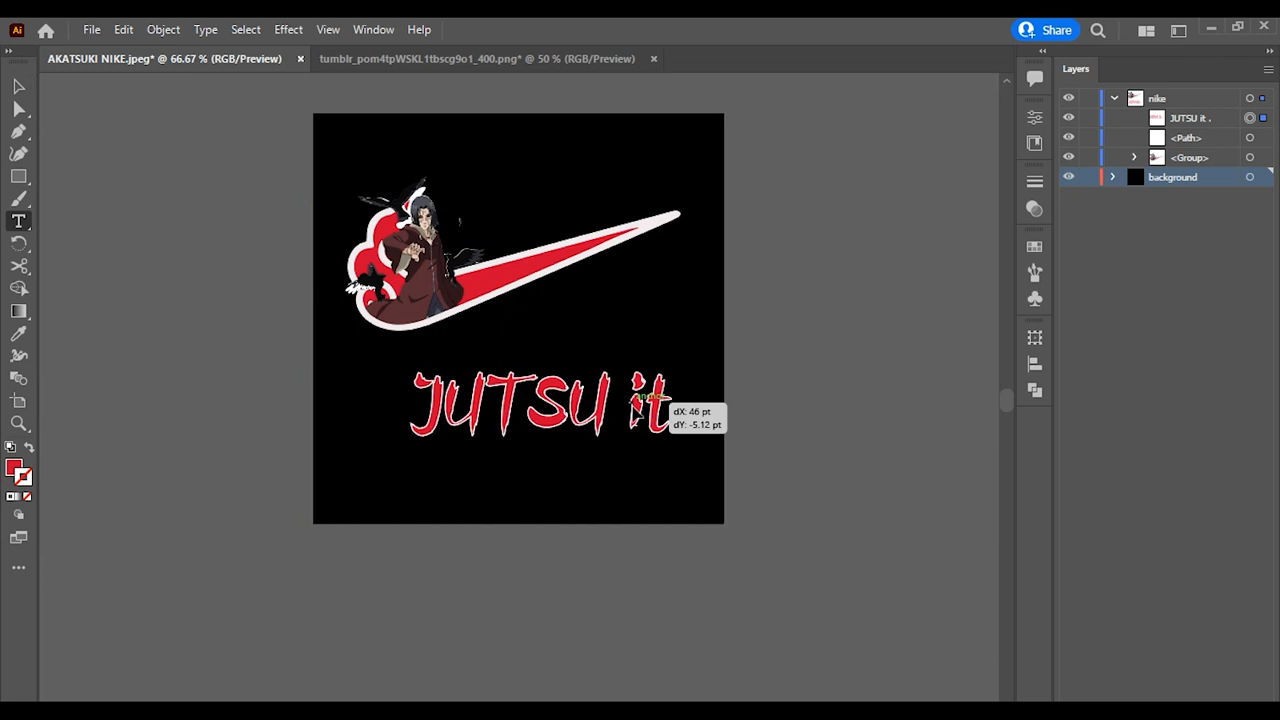 Ai
File Edit Object Type Select Effect View Window Help
Share
AKATSUKI NIKE.jpeg* @ 66.67 % (RGB/Preview)
tumblr_pom4tpWSKL1tbscg9o1_400.png* @ 50 % (RGB/Preview)
Layers
nike
JUTSU it .
<Path>
<Group>
background
JUTSU it
dX: 46 pt
dY: -5.12 pt